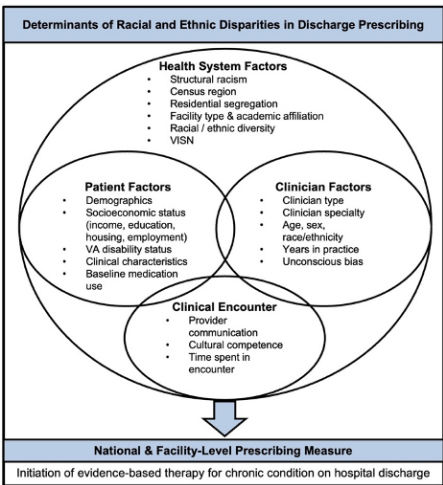 Determinants of Racial and Ethnic Disparities in Discharge Prescribing
Health System Factors
• Structural racism
• Census region
• Residential segregation
• Facility type & academic affiliation
• Racial / ethnic diversity
• VISN
Patient Factors
• Demographics
• Socioeconomic status
(income, education,
housing, employment)
• VA disability status
• Clinical characteristics
• Baseline medication
use
Clinician Factors
• Clinician type
• Clinician specialty
• Age, sex,
race/ethnicity
• Years in practice
• Unconscious bias
Clinical Encounter
• Provider
communication
• Cultural competence
• Time spent in
encounter
National & Facility-Level Prescribing Measure
Initiation of evidence-based therapy for chronic condition on hospital discharge